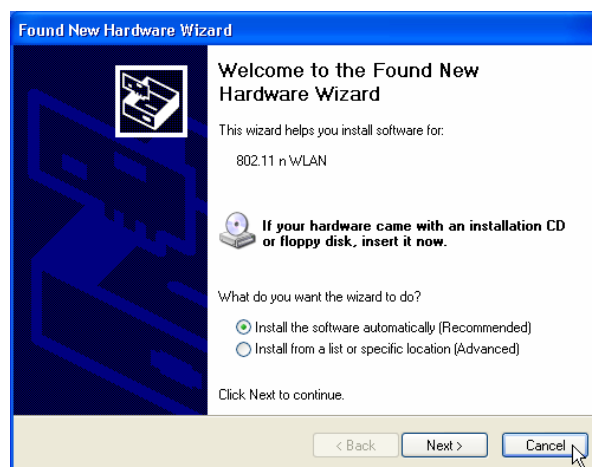 Found New Hardware Wizard
Welcome to the Found New
Hardware Wizard
This wizard helps you install software for:
802.11 n WLAN
If your hardware came with an installation CD
or floppy disk, insert it now.
What do you want the wizard to do?
Install the software automatically (Recommended)
Install from a list or specific location (Advanced)
Click Next to continue.
< Back Next > Cancel